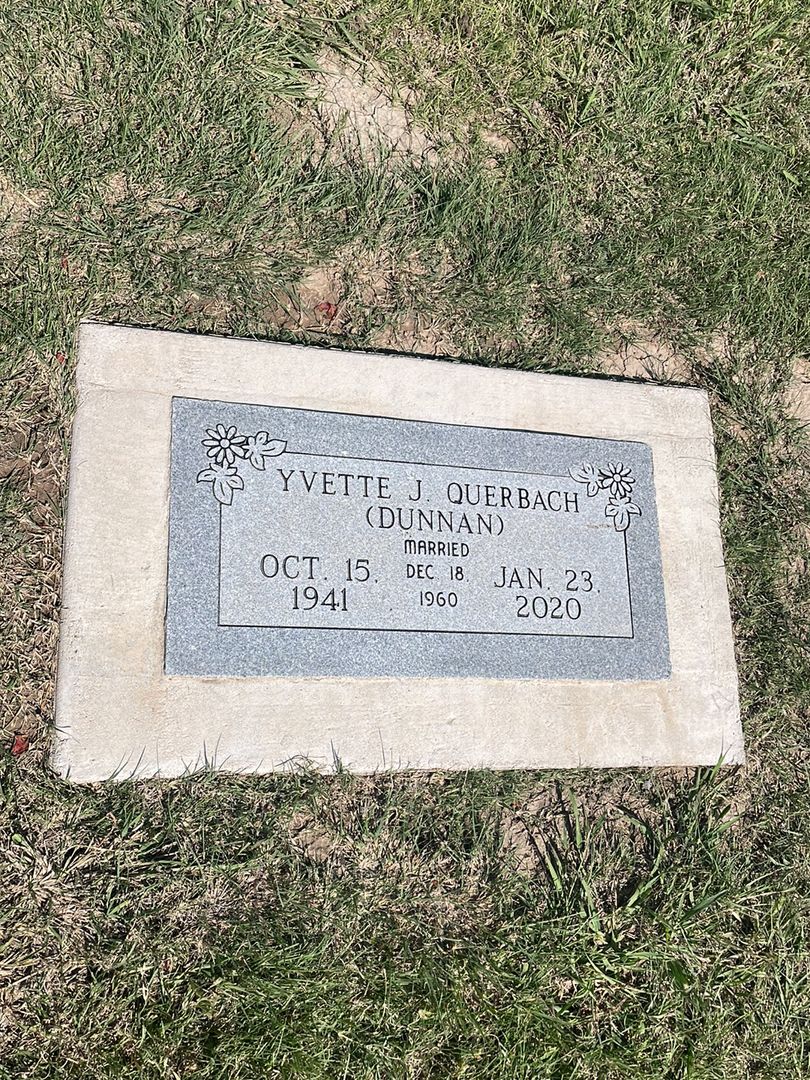 YVETTE J. QUERBACH
(DUNNAN)
MARRIED
OCT. 15, DEC 18, JAN. 23,
1941 1960 2020